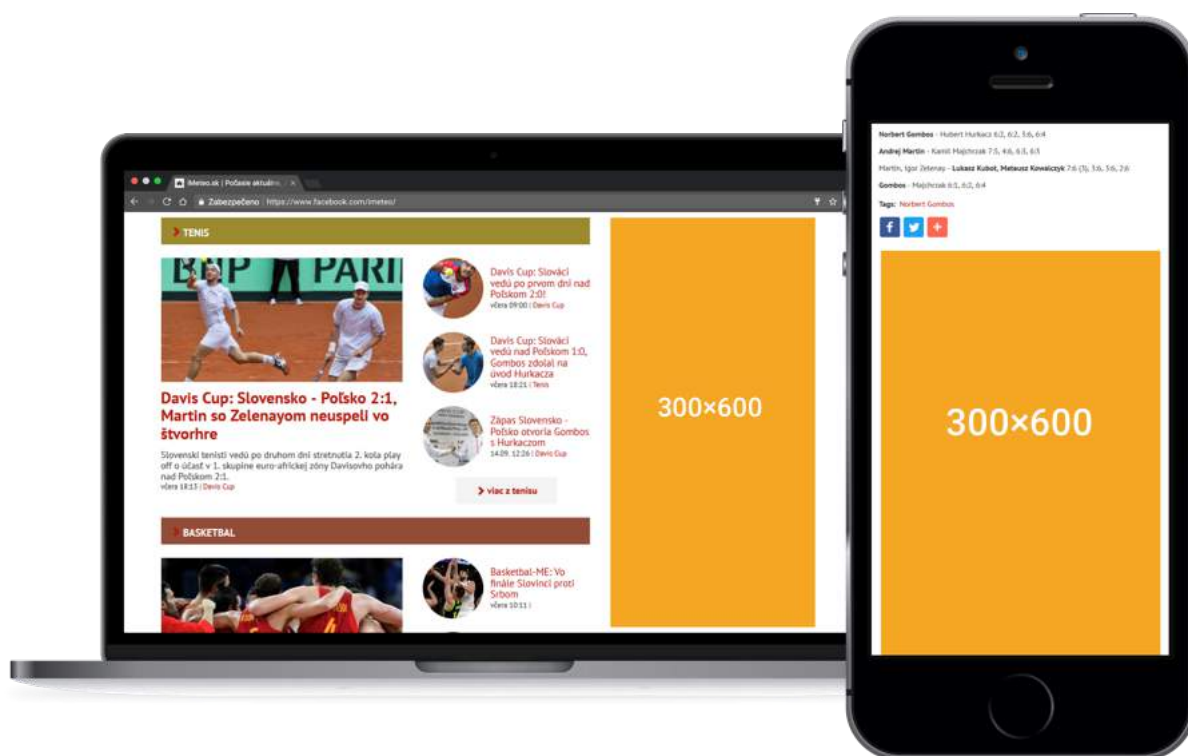 iMeteo.sk | Počasie aktuálne,
Zabezpečeno
https://www.facebook.com/imeteo/
TENIS
BNP PARI
Davis Cup: Slovensko - Poľsko 2:1,
Martin so Zelenayom neuspeli vo
štvorhre
Slovenskí tenisti vedú po druhom dni stretnutia 2. kola play
off o účasť v 1. skupine euro-africkej zóny Davisovho pohára
nad Poľskom 2:1.
včera 18:13 | Davis Cup
Davis Cup: Slováci
vedú po prvom dni nad
Poľskom 2:0!
včera 09:00 | Davis Cup
Davis Cup: Slováci
vedú nad Poľskom 1:0,
Gombos zdolal na
úvod Hurkacza
včera 18:21 | Tenis
Zápas Slovensko -
Poľsko otvoria Gombos
s Hurkaczom
14.09. 12:26 | Davis Cup
viac z tenisu
BASKETBAL
Basketbal-ME: Vo
finále Slovinci proti
Srbom
včera 10:11 |
300×600
Norbert Gombos - Hubert Hurkacz 6:2, 6:2, 3:6, 6:4
Andrej Martin - Kamil Majchrzak 7:5, 4:6, 6:3, 6:3
Martin, Igor Zelenay - Lukasz Kubot, Mateusz Kowalczyk 7:6 (3), 3:6, 3:6, 2:6
Gombos - Majchrzak 6:1, 6:2, 6:4
Tags: Norbert Gombos
300×600